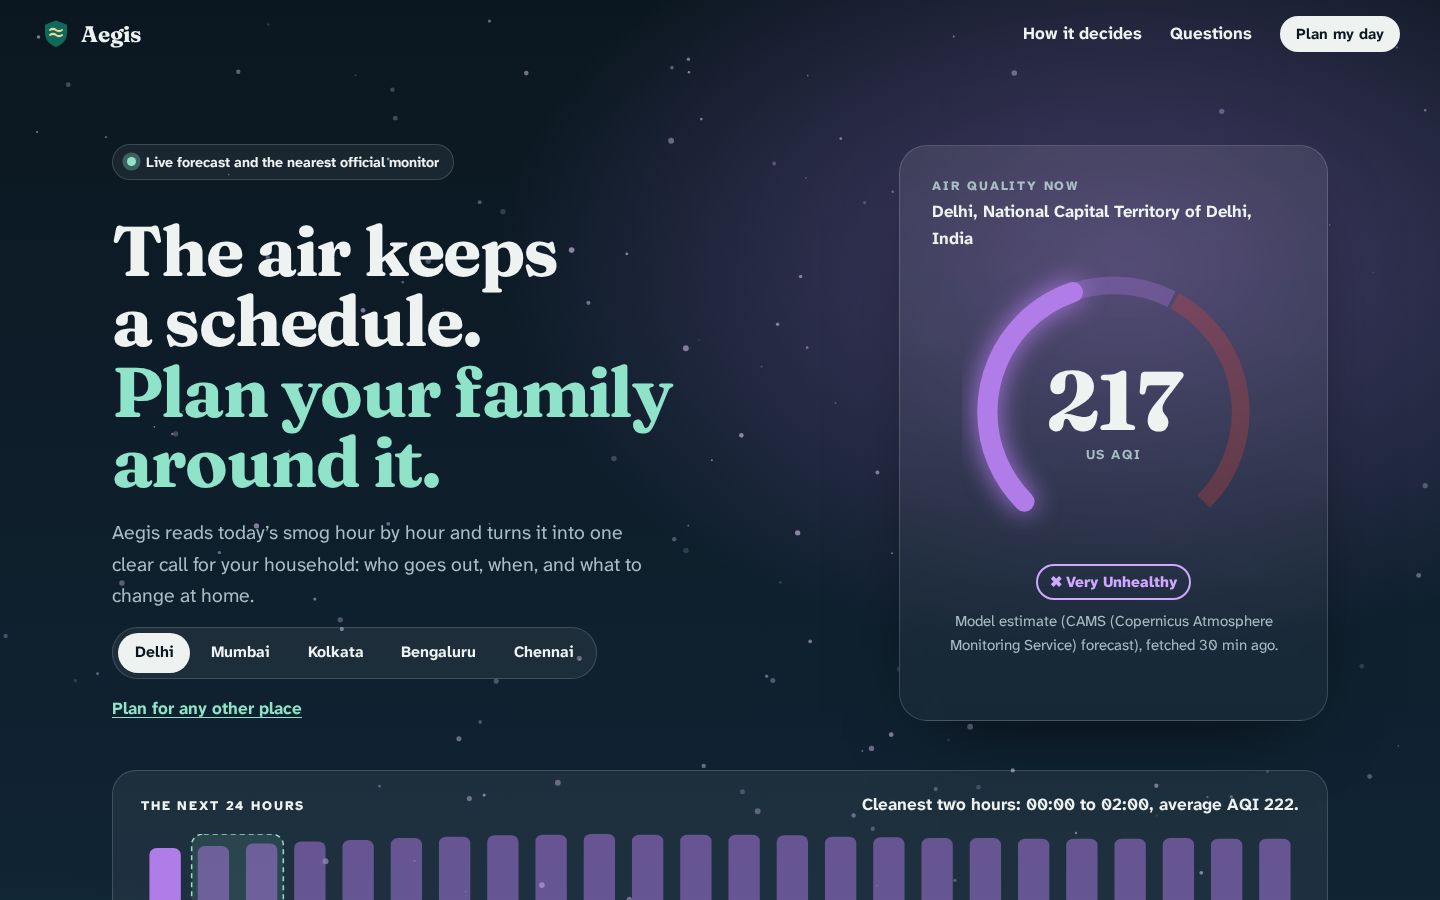 Aegis
How it decides
Questions
Plan my day
Live forecast and the nearest official monitor
The air keeps
a schedule.
Plan your family
around it.
Aegis reads today’s smog hour by hour and turns it into one
clear call for your household: who goes out, when, and what to
change at home.
Delhi
Mumbai
Kolkata
Bengaluru
Chennai
Plan for any other place
AIR QUALITY NOW
Delhi, National Capital Territory of Delhi,
India
217
US AQI
✖ Very Unhealthy
Model estimate (CAMS (Copernicus Atmosphere
Monitoring Service) forecast), fetched 30 min ago.
THE NEXT 24 HOURS
Cleanest two hours: 00:00 to 02:00, average AQI 222.